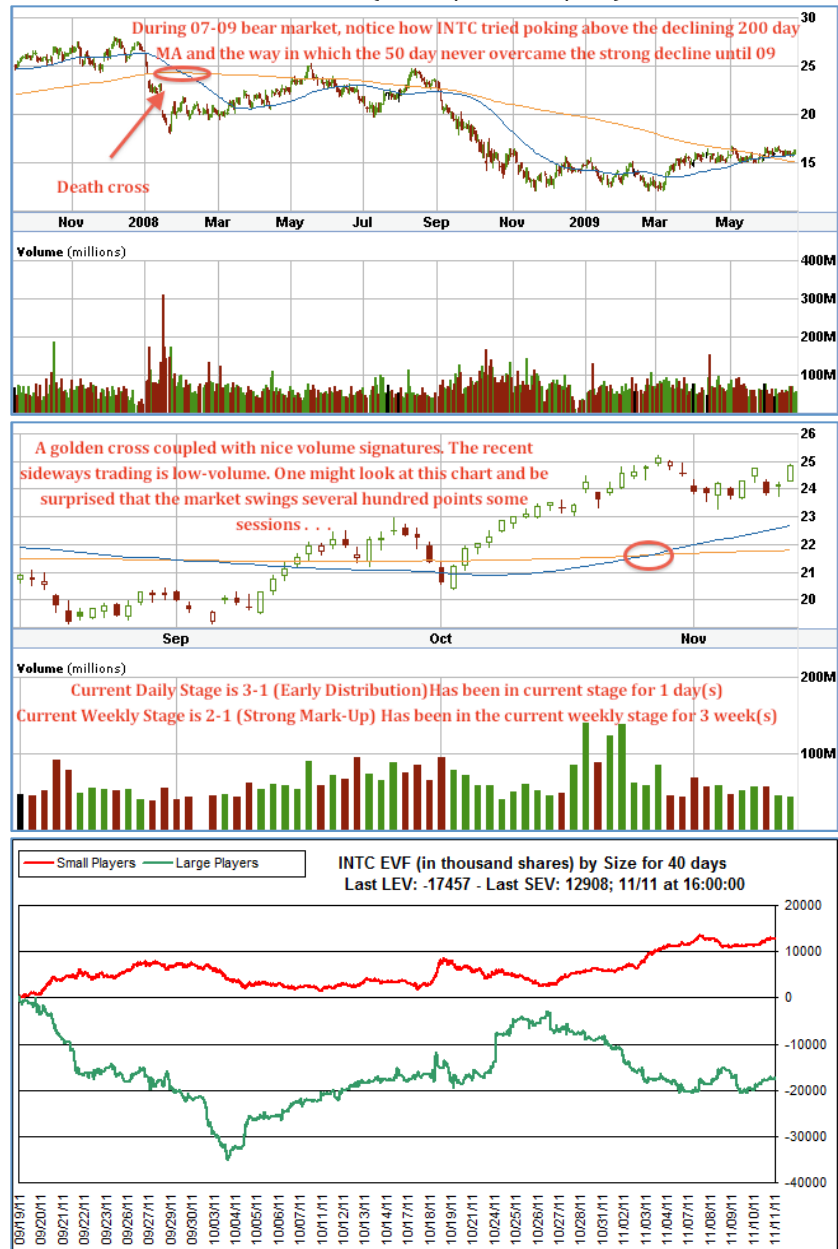 During 07-09 bear market, notice how INTC tried poking above the declining 200 day
MA and the way in which the 50 day never overcame the strong decline until 09
Death cross
30
25
20
15
Nov 2008 Mar May Jul Sep Nov 2009 Mar May
Volume (millions)
400M
300M
200M
100M
A golden cross coupled with nice volume signatures. The recent
sideways trading is low-volume. One might look at this chart and be
surprised that the market swings several hundred points some
sessions . . .
26
25
24
23
22
21
20
Sep Oct Nov
Volume (millions)
Current Daily Stage is 3-1 (Early Distribution)Has been in current stage for 1 day(s)
Current Weekly Stage is 2-1 (Strong Mark-Up) Has been in the current weekly stage for 3 week(s)
200M
100M
Small Players Large Players
INTC EVF (in thousand shares) by Size for 40 days
Last LEV: -17457 - Last SEV: 12908; 11/11 at 16:00:00
20000
10000
0
-10000
-20000
-30000
-40000
09/19/11
09/20/11
09/21/11
09/22/11
09/23/11
09/26/11
09/27/11
09/29/11
09/30/11
10/03/11
10/04/11
10/05/11
10/06/11
10/07/11
10/11/11
10/12/11
10/13/11
10/14/11
10/17/11
10/18/11
10/19/11
10/21/11
10/24/11
10/25/11
10/26/11
10/27/11
10/28/11
10/31/11
11/02/11
11/03/11
11/04/11
11/07/11
11/08/11
11/09/11
11/10/11
11/11/11